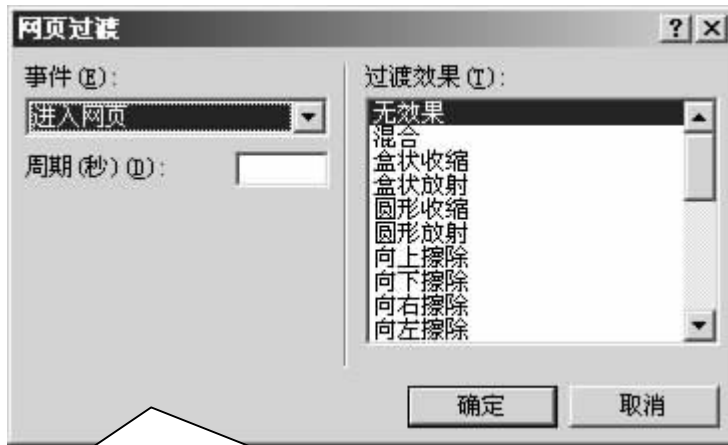 网页过渡
事件(E):
进入网页
周期(秒)(D):
过渡效果(T):
无效果
混合
盒状收缩
盒状放射
圆形收缩
圆形放射
向上擦除
向下擦除
向右擦除
向左擦除
确定
取消